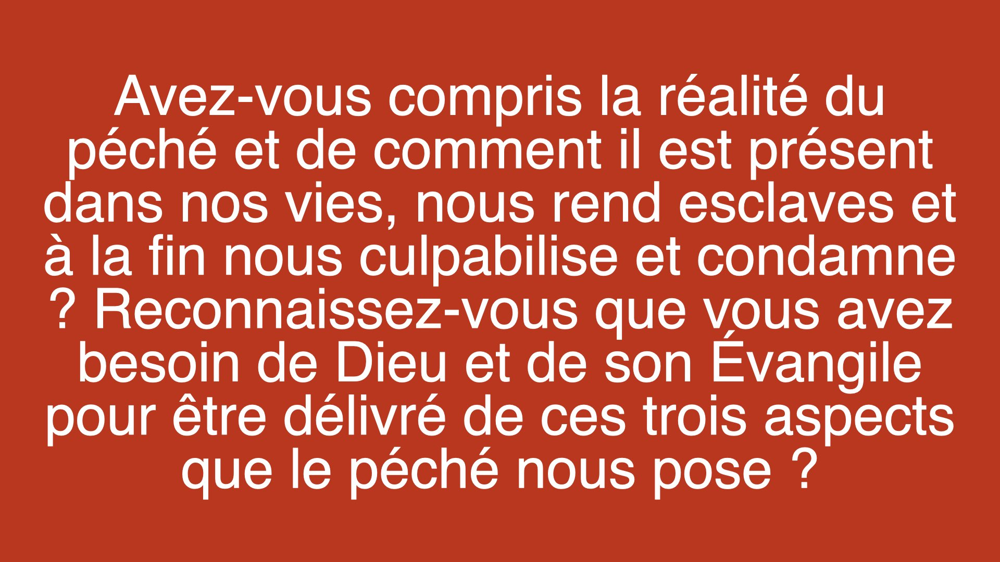 Avez-vous compris la réalité du
péché et de comment il est présent
dans nos vies, nous rend esclaves et
à la fin nous culpabilise et condamne
? Reconnaissez-vous que vous avez
besoin de Dieu et de son Évangile
pour être délivré de ces trois aspects
que le péché nous pose ?